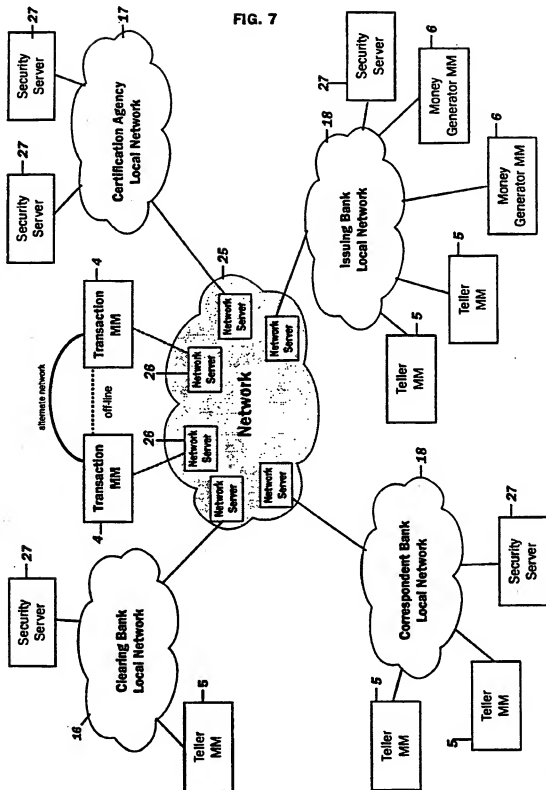 FIG. 7
27
Security
Server
27
Security
Server
17
Certification Agency
Local Network
alternate network
off-line
4
Transaction
MM
4
Transaction
MM
25
26
26
Network
Server
Network
Server
Network
Server
Network
Server
Network
Server
Network
Server
Network
27
Security
Server
18
Issuing Bank
Local Network
6
Money
Generator MM
6
Money
Generator MM
5
Teller
MM
5
Teller
MM
27
Security
Server
16
Clearing Bank
Local Network
5
Teller
MM
18
Correspondent Bank
Local Network
27
Security
Server
5
Teller
MM
5
Teller
MM